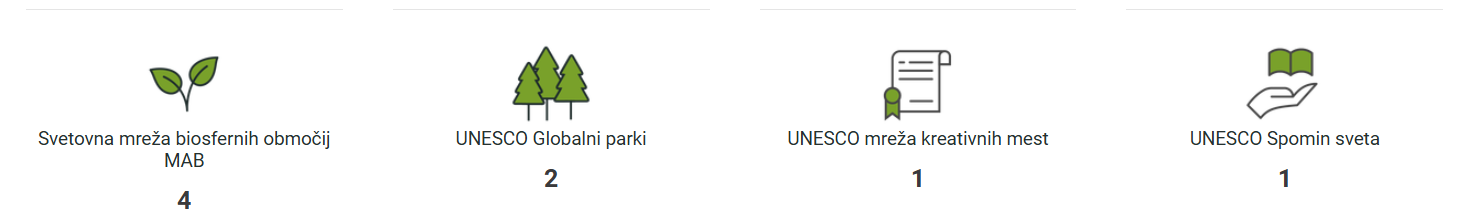 Svetovna mreža biosfernih območij
MAB
4
UNESCO Globalni parki
2
UNESCO mreža kreativnih mest
1
UNESCO Spomin sveta
1